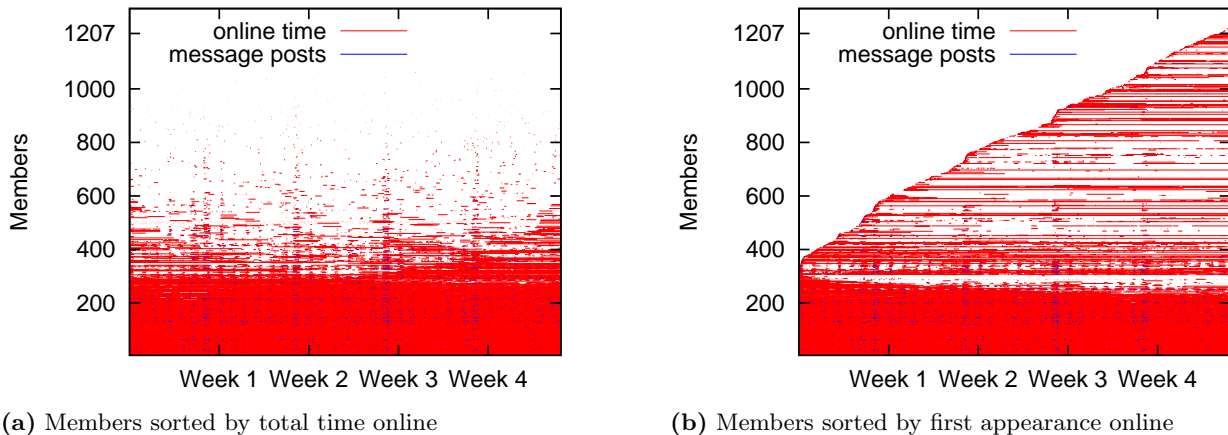 online time
message posts
1207
1000
800
600
400
200
Members
Week 1 Week 2 Week 3 Week 4
(a) Members sorted by total time online
online time
message posts
1207
1000
800
600
400
200
Members
Week 1 Week 2 Week 3 Week 4
(b) Members sorted by first appearance online